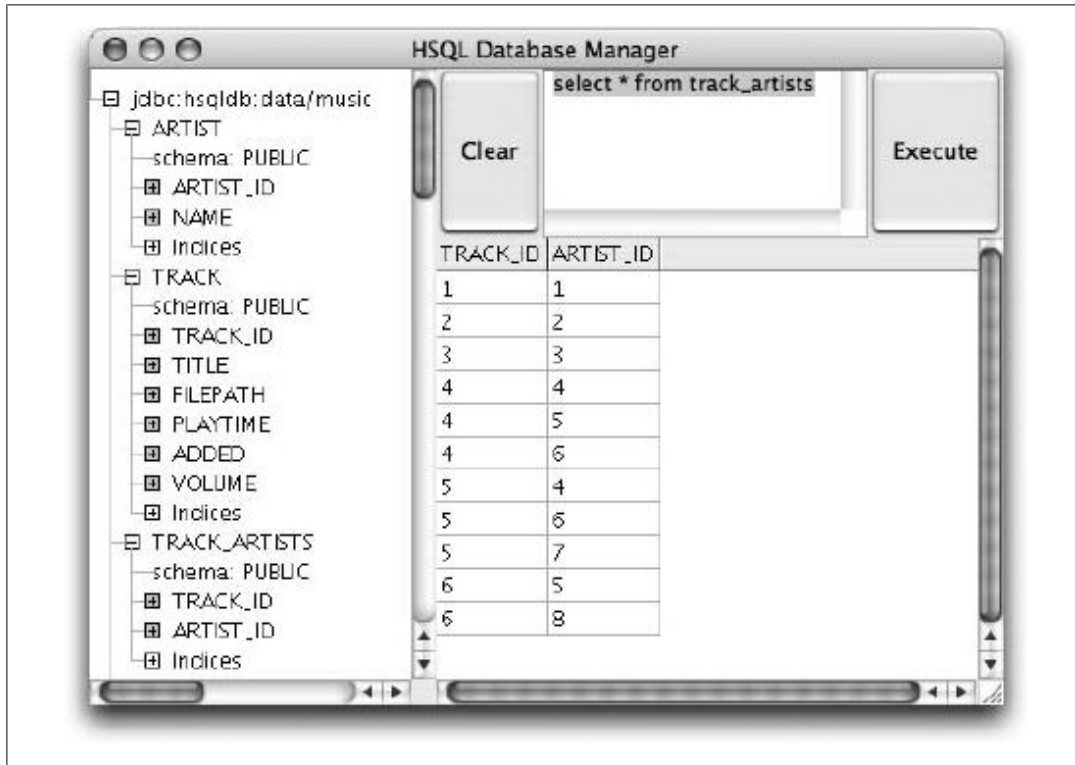 HSQL Database Manager
jdbc:hsqldb:data/music
ARTIST
schema: PUBLIC
ARTIST_ID
NAME
Indices
TRACK
schema: PUBLIC
TRACK_ID
TITLE
FILEPATH
PLAYTIME
ADDED
VOLUME
Indices
TRACK_ARTISTS
schema: PUBLIC
TRACK_ID
ARTIST_ID
Indices
Clear
select * from track_artists
Execute
TRACK_ID ARTIST_ID
1 1
2 2
3 3
4 4
4 5
4 6
5 4
5 6
5 7
6 5
6 8